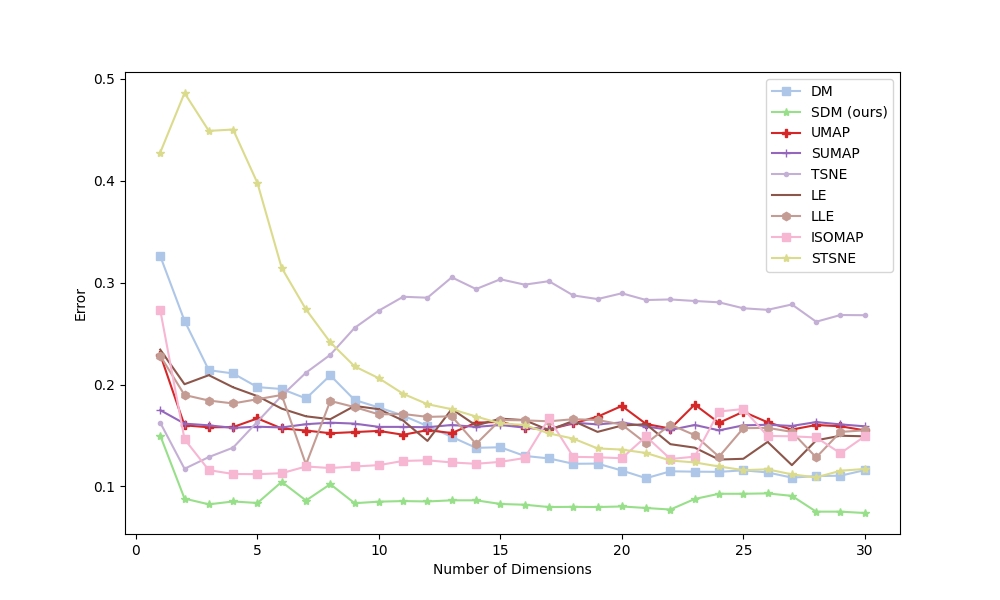 0.5
0.4
0.3
0.2
0.1
Error
0
5
10
15
20
25
30
Number of Dimensions
DM
SDM (ours)
UMAP
SUMAP
TSNE
LE
LLE
ISOMAP
STSNE